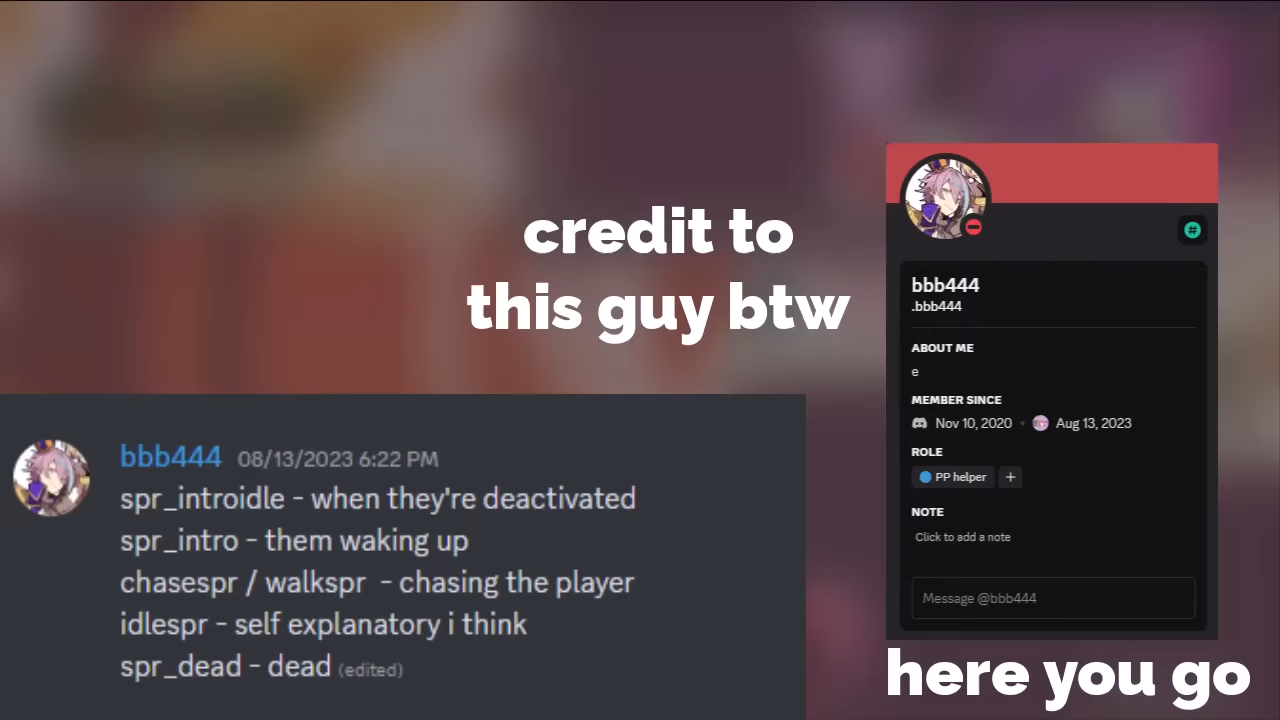 credit to
this guy btw
bbb444 08/13/2023 6:22 PM
spr_introidle - when they're deactivated
spr_intro - them waking up
chasespr / walkspr - chasing the player
idlespr - self explanatory i think
spr_dead - dead (edited)
#
bbb444
.bbb444
ABOUT ME
e
MEMBER SINCE
Nov 10, 2020 • Aug 13, 2023
ROLE
PP helper +
NOTE
Click to add a note
Message @bbb444
here you go